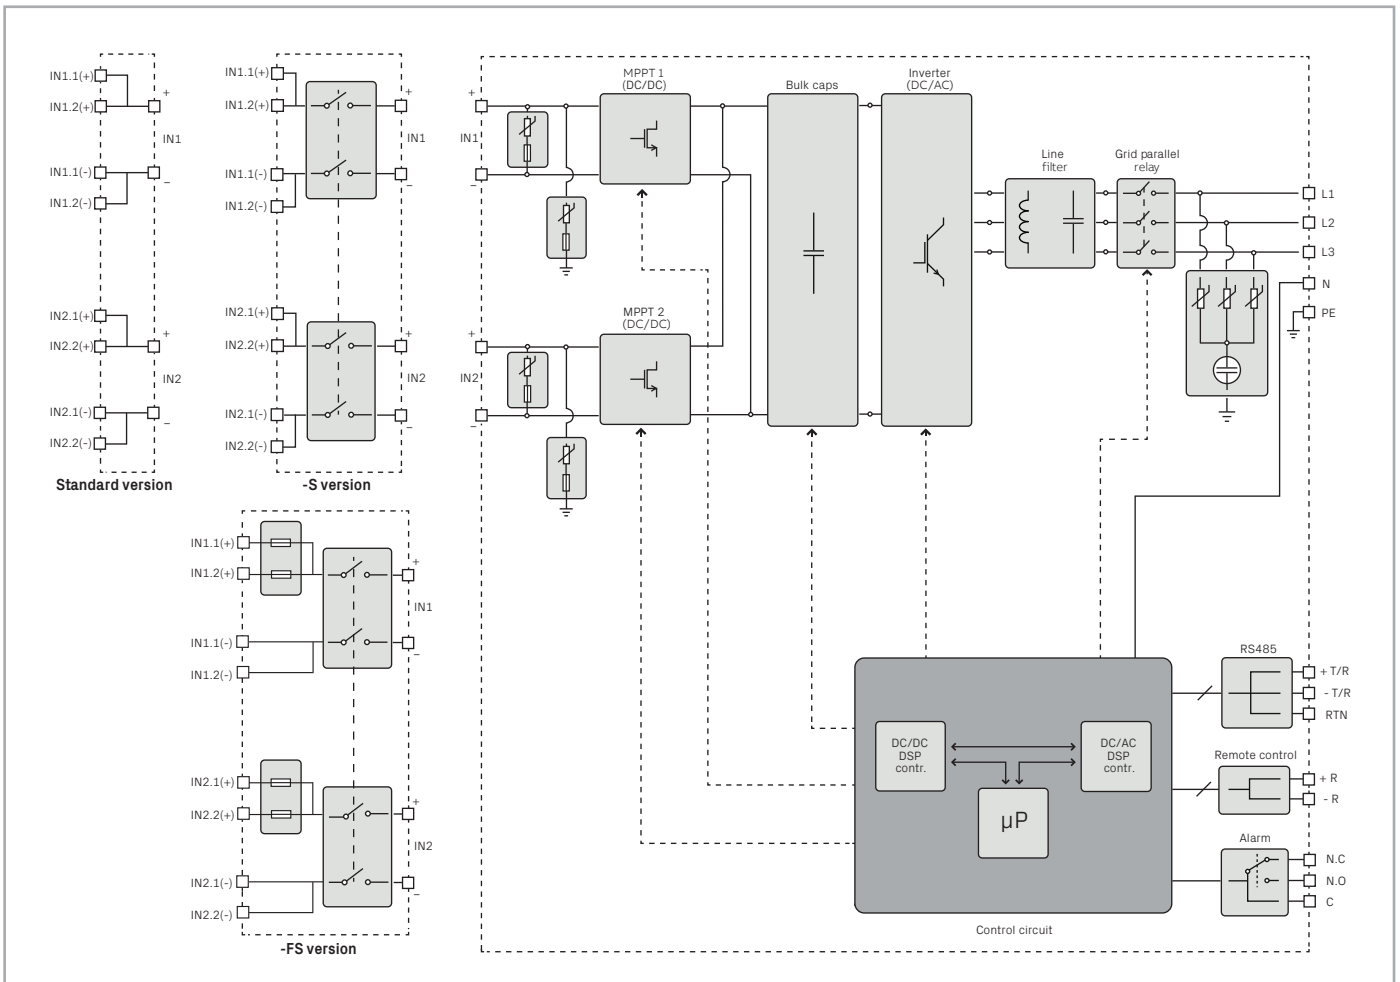 IN1.1(+)
IN1.2(+)
+
IN1
IN1.1(-)
–
IN1.2(-)
IN2.1(+)
+
IN2.2(+)
IN2
IN2.1(-)
–
IN2.2(-)
Standard version
IN1.1(+)
+
IN1.2(+)
IN1
IN1.1(-)
–
IN1.2(-)
IN2.1(+)
+
IN2.2(+)
IN2
IN2.1(-)
–
IN2.2(-)
-S version
IN1.1(+)
+
IN1.2(+)
IN1
IN1.1(-)
–
IN1.2(-)
IN2.1(+)
+
IN2.2(+)
IN2
IN2.1(-)
–
IN2.2(-)
-FS version
+
IN1
–
+
IN2
–
MPPT 1
(DC/DC)
MPPT 2
(DC/DC)
Bulk caps
Inverter
(DC/AC)
Line
filter
Grid parallel
relay
L1
L2
L3
N
PE
DC/DC
DSP
contr.
DC/AC
DSP
contr.
µP
Control circuit
RS485
+ T/R
- T/R
RTN
Remote control
+ R
- R
Alarm
N.C
N.O
C